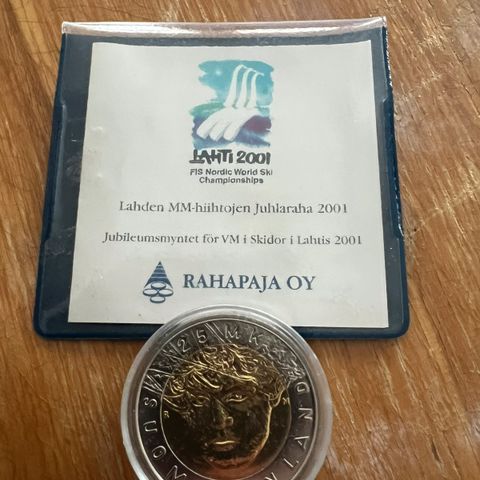 LAHTI 2001
FIS Nordic World Ski
Championships
Lahden MM-hiihtojen Juhlaraha 2001
Jubileumsmyntet för VM i Skidor i Lahtis 2001
RAHAPAJA OY
25 MK